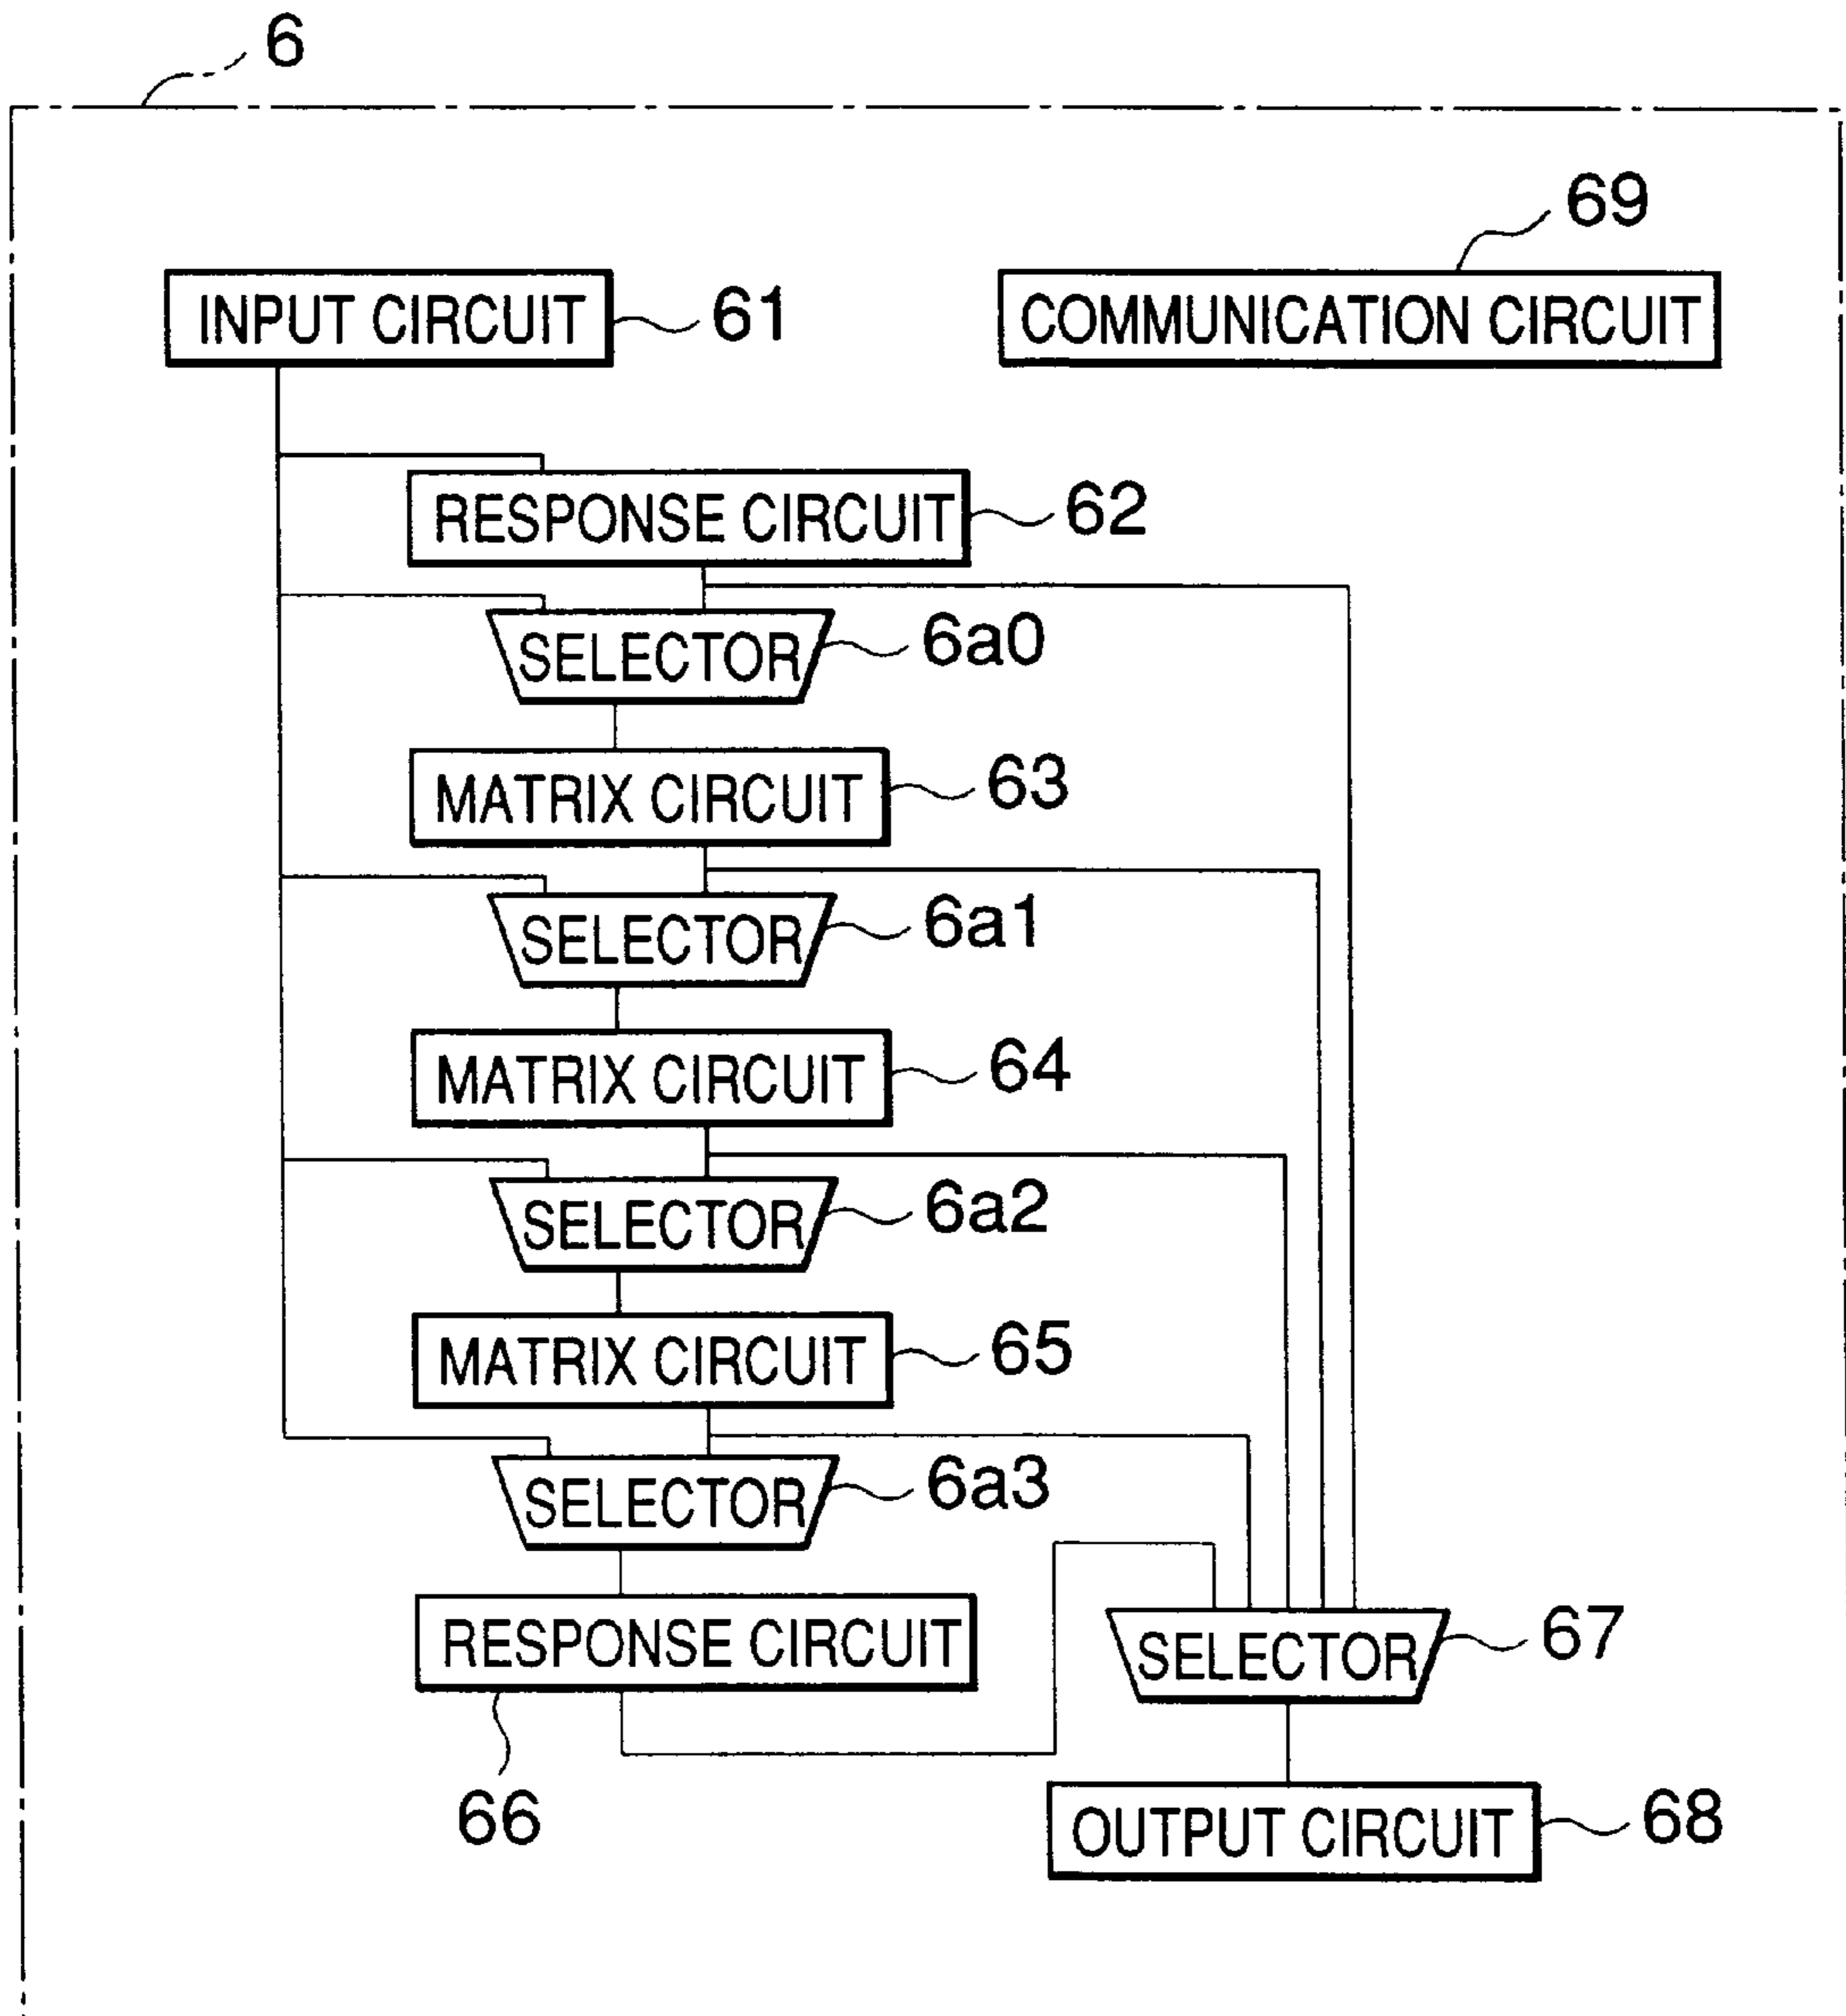 6
69
INPUT CIRCUIT 61
COMMUNICATION CIRCUIT
RESPONSE CIRCUIT 62
SELECTOR 6a0
MATRIX CIRCUIT 63
SELECTOR 6a1
MATRIX CIRCUIT 64
SELECTOR 6a2
MATRIX CIRCUIT 65
SELECTOR 6a3
RESPONSE CIRCUIT
SELECTOR 67
66
OUTPUT CIRCUIT 68